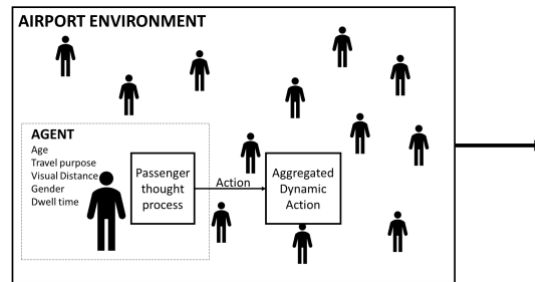 AIRPORT ENVIRONMENT
AGENT
Age
Travel purpose
Visual Distance
Gender
Dwell time
Passenger
thought
process
Action
Aggregated
Dynamic
Action